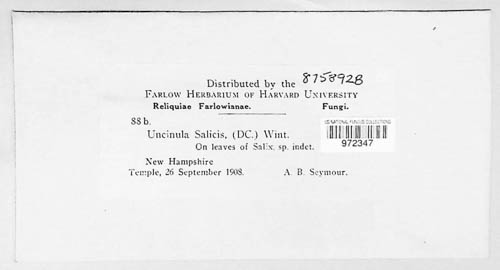 Distributed by the 875892B
FARLOW HERBARIUM OF HARVARD UNIVERSITY
Reliquiae Farlowianae. Fungi.
88 b.
Uncinula Salicis, (DC.) Wint.
On leaves of Salix, sp. indet.
US NATIONAL FUNGUS COLLECTIONS
972347
New Hampshire
Temple, 26 September 1908. A. B. Seymour.